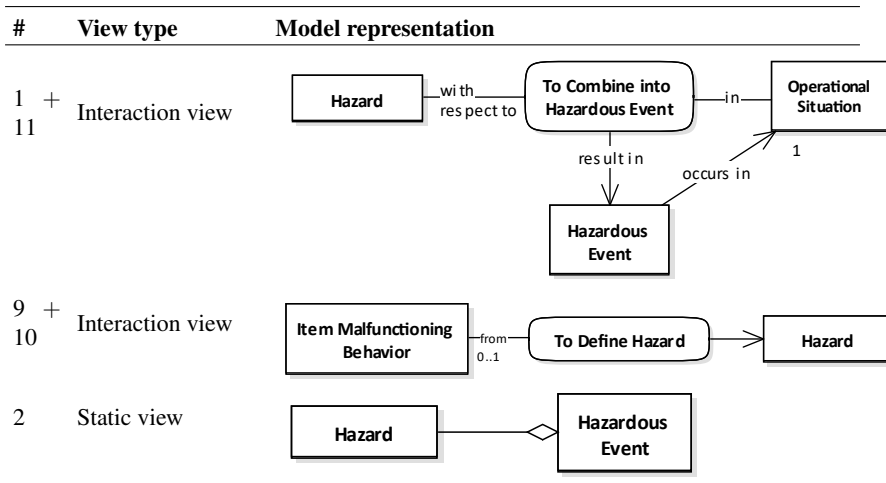 # View type Model representation
1 + 11 Interaction view
Hazard
with
respect to
To Combine into
Hazardous Event
in
Operational
Situation
1
result in
occurs in
Hazardous
Event
9 + 10 Interaction view
Item Malfunctioning
Behavior
from
0..1
To Define Hazard
Hazard
2 Static view
Hazard
Hazardous
Event